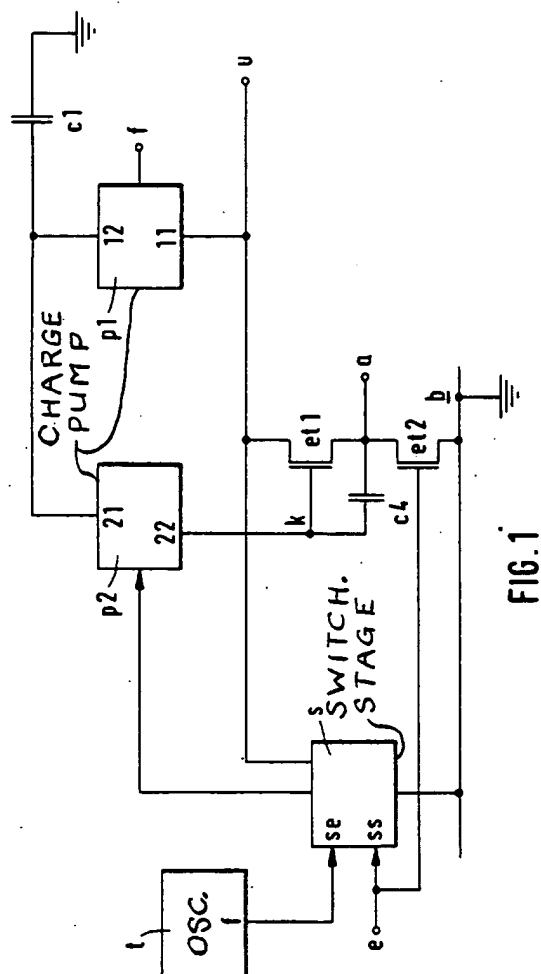 c1
u
f
12
11
p1
CHARGE
PUMP
21
22
p2
a
b
et1
et2
k
c4
s
SWITCH.
STAGE
se
ss
t
OSC.
f
e
FIG.1